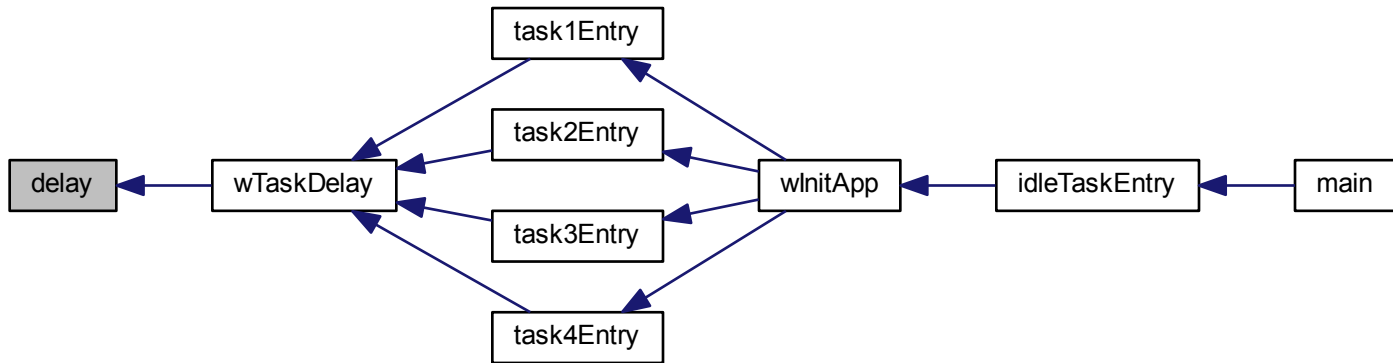 task1Entry
task2Entry
delay
wTaskDelay
wInitApp
idleTaskEntry
main
task3Entry
task4Entry